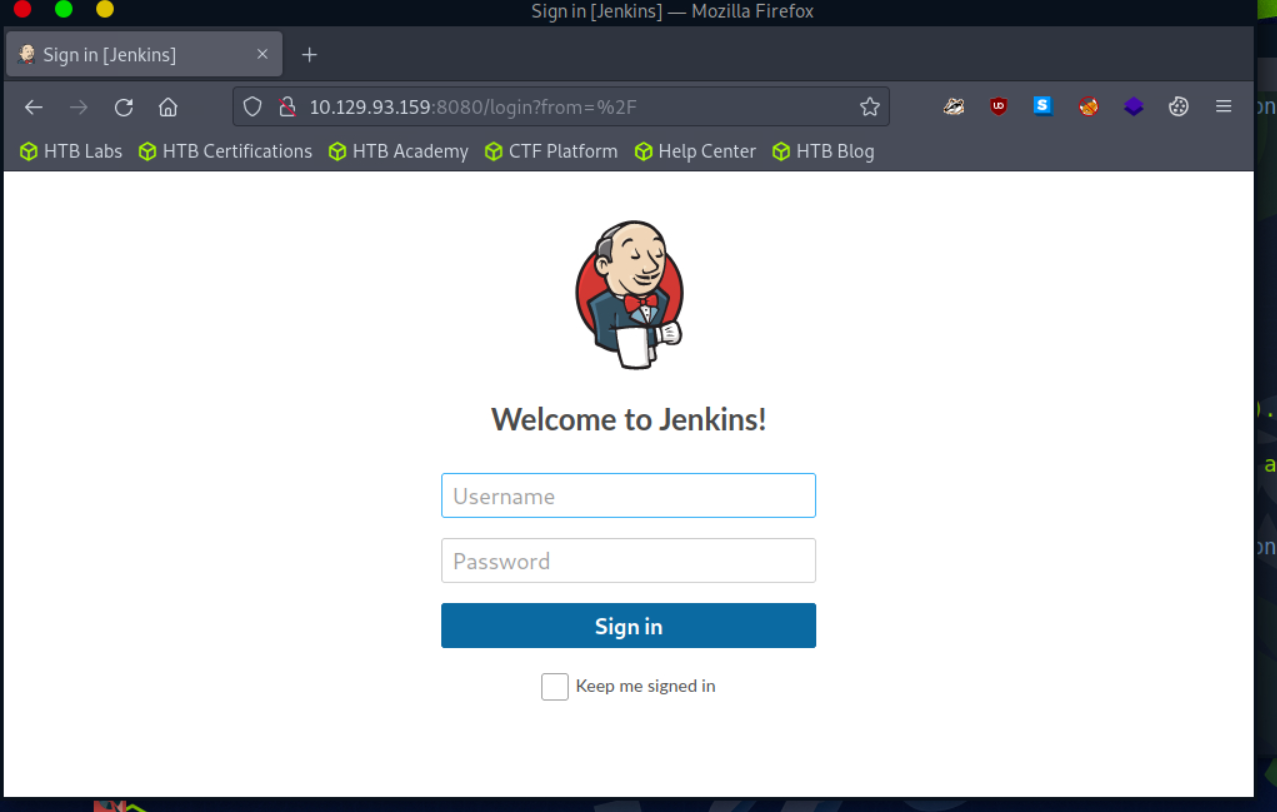 Sign in [Jenkins] — Mozilla Firefox
Sign in [Jenkins]
10.129.93.159:8080/login?from=%2F
HTB Labs HTB Certifications HTB Academy CTF Platform Help Center HTB Blog
Welcome to Jenkins!
Username
Password
Sign in
Keep me signed in